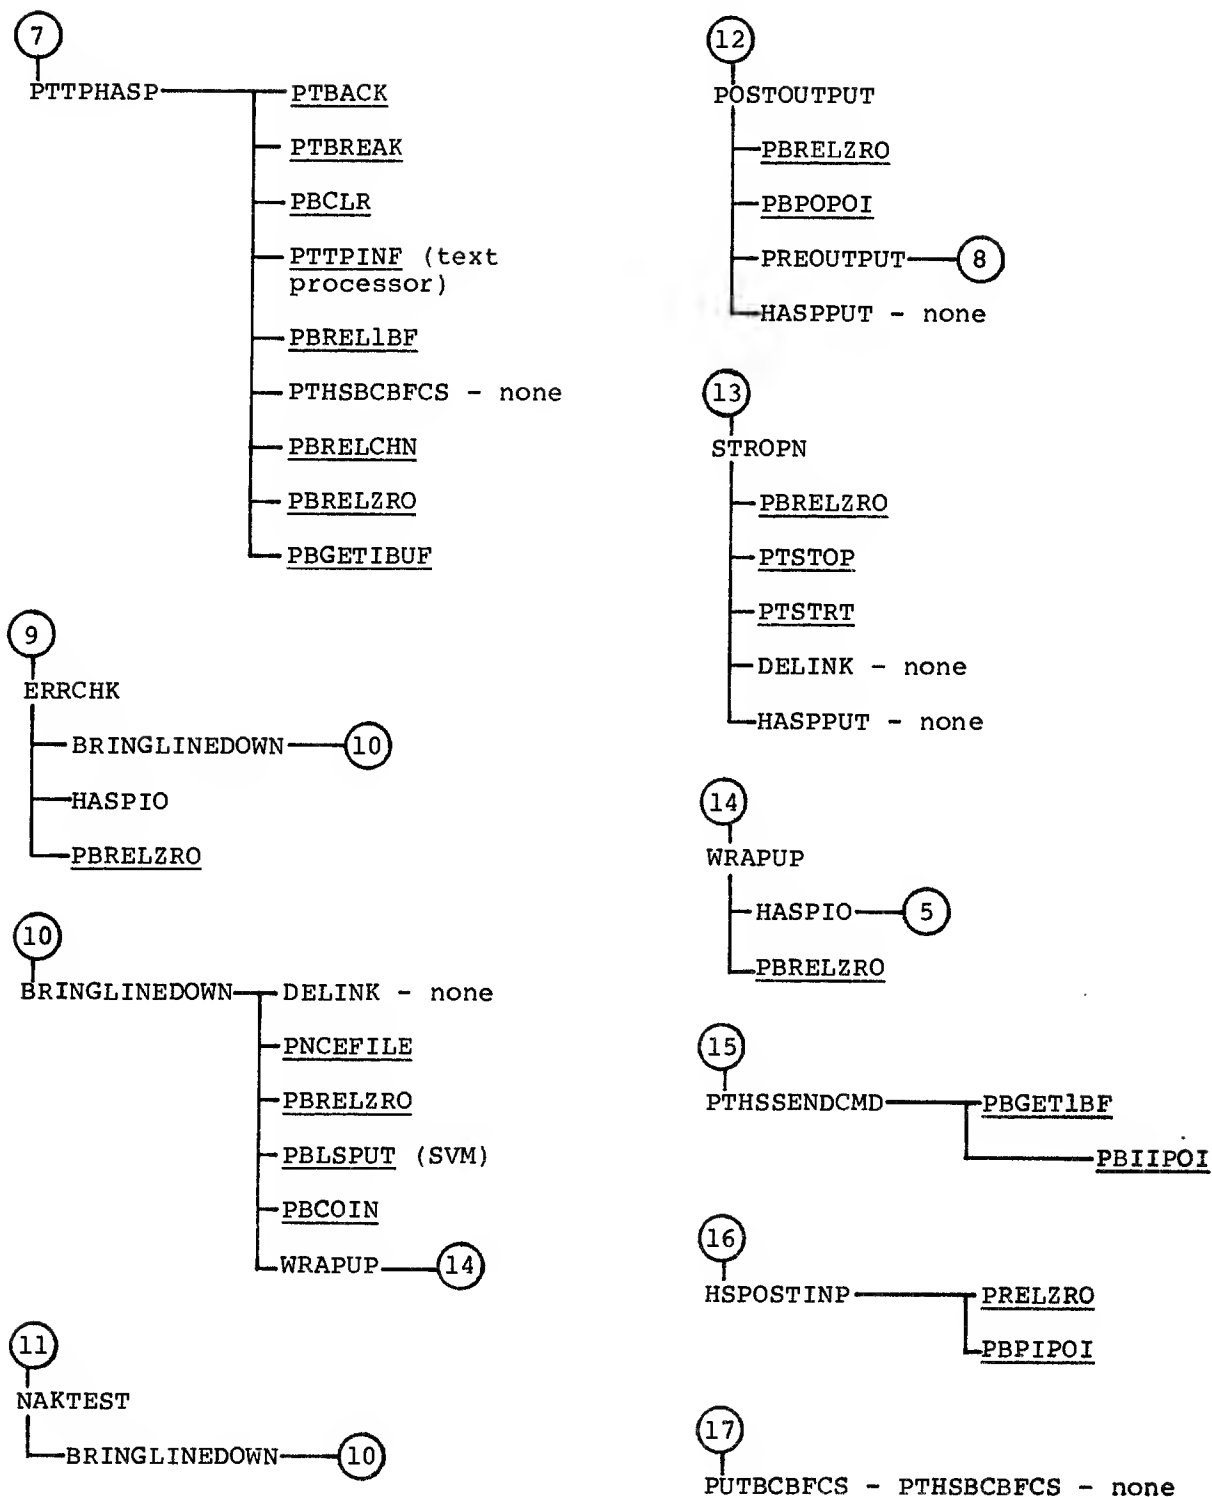 7
PTTPHASP
PTBACK
PTBREAK
PBCLR
PTTPINF (text
processor)
PBREL1BF
PTHSBCBFCS - none
PBRELCHN
PBRELZRO
PBGETIBUF
9
ERRCHK
BRINGLINEDOWN
10
HASPIO
PBRELZRO
10
BRINGLINEDOWN
DELINK - none
PNCEFILE
PBRELZRO
PBLSPUT (SVM)
PBCOIN
WRAPUP
14
11
NAKTEST
BRINGLINEDOWN
10
12
POSTOUTPUT
PBRELZRO
PBPOPOI
PREOUTPUT
8
HASPPUT - none
13
STROPN
PBRELZRO
PTSTOP
PTSTRT
DELINK - none
HASPPUT - none
14
WRAPUP
HASPIO
5
PBRELZRO
15
PTHSSENDCMD
PBGET1BF
PBIIPOI
16
HSPOSTINP
PRELZRO
PBPIPOI
17
PUTBCBFCS - PTHSBCBFCS - none